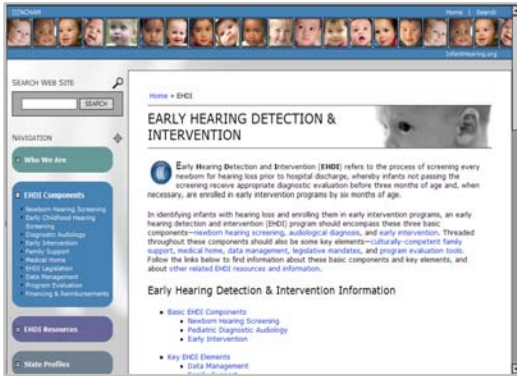 Home | Search
InfantHearing.org
SEARCH WEB SITE
SEARCH
NAVIGATION
Who We Are
EHDI Components
Newborn Hearing Screening
Early Childhood Hearing
Screening
Diagnostic Audiology
Early Intervention
Family Support
Medical Home
EHDI Legislation
Data Management
Program Evaluation
Financing & Reimbursements
EHDI Resources
State Profiles
Home » EHDI
EARLY HEARING DETECTION &
INTERVENTION
Early Hearing Detection and Intervention (EHDI) refers to the process of screening every
newborn for hearing loss prior to hospital discharge, whereby infants not passing the
screening receive appropriate diagnostic evaluation before three months of age and, when
necessary, are enrolled in early intervention programs by six months of age.
In identifying infants with hearing loss and enrolling them in early intervention programs, an early
hearing detection and intervention (EHDI) program should encompass these three basic
components—newborn hearing screening, audiological diagnosis, and early intervention. Threaded
throughout these components should also be some key elements—culturally-competent family
support, medical home, data management, legislative mandates, and program evaluation tools.
Follow the links below to find information about these basic components and key elements, and
about other related EHDI resources and information.
Early Hearing Detection & Intervention Information
Basic EHDI Components
Newborn Hearing Screening
Pediatric Diagnostic Audiology
Early Intervention
Key EHDI Elements
Data Management